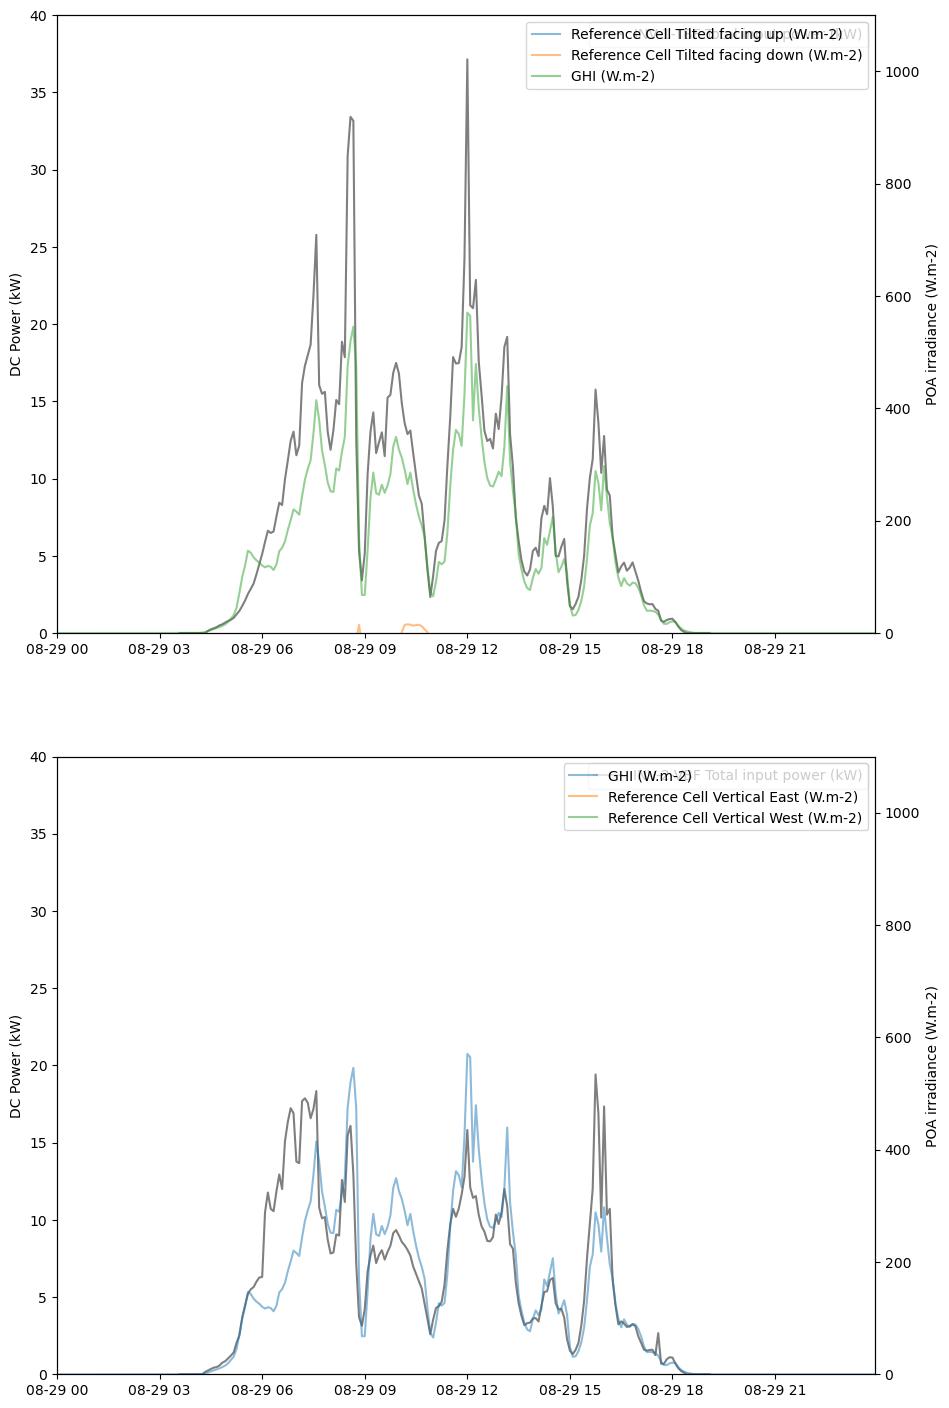 40
35
30
25
20
15
10
5
0
DC Power (kW)
1000
800
600
400
200
0
POA irradiance (W.m-2)
Reference Cell Tilted facing up (W.m-2)
Reference Cell Tilted facing down (W.m-2)
GHI (W.m-2)
08-29 00 08-29 03 08-29 06 08-29 09 08-29 12 08-29 15 08-29 18 08-29 21
40
35
30
25
20
15
10
5
0
DC Power (kW)
1000
800
600
400
200
0
POA irradiance (W.m-2)
Total input power (kW)
GHI (W.m-2)
Reference Cell Vertical East (W.m-2)
Reference Cell Vertical West (W.m-2)
08-29 00 08-29 03 08-29 06 08-29 09 08-29 12 08-29 15 08-29 18 08-29 21